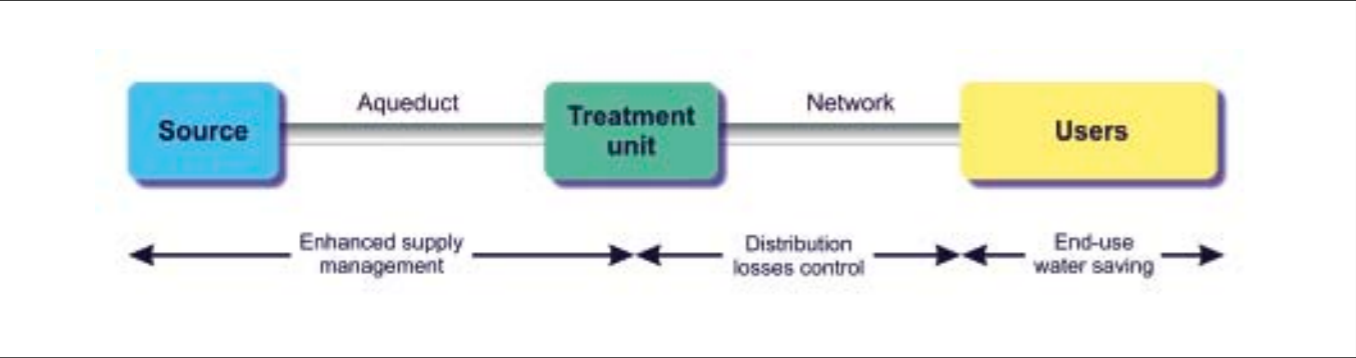 Source
Aqueduct
Treatment
unit
Network
Users
Enhanced supply
management
Distribution
losses control
End-use
water saving